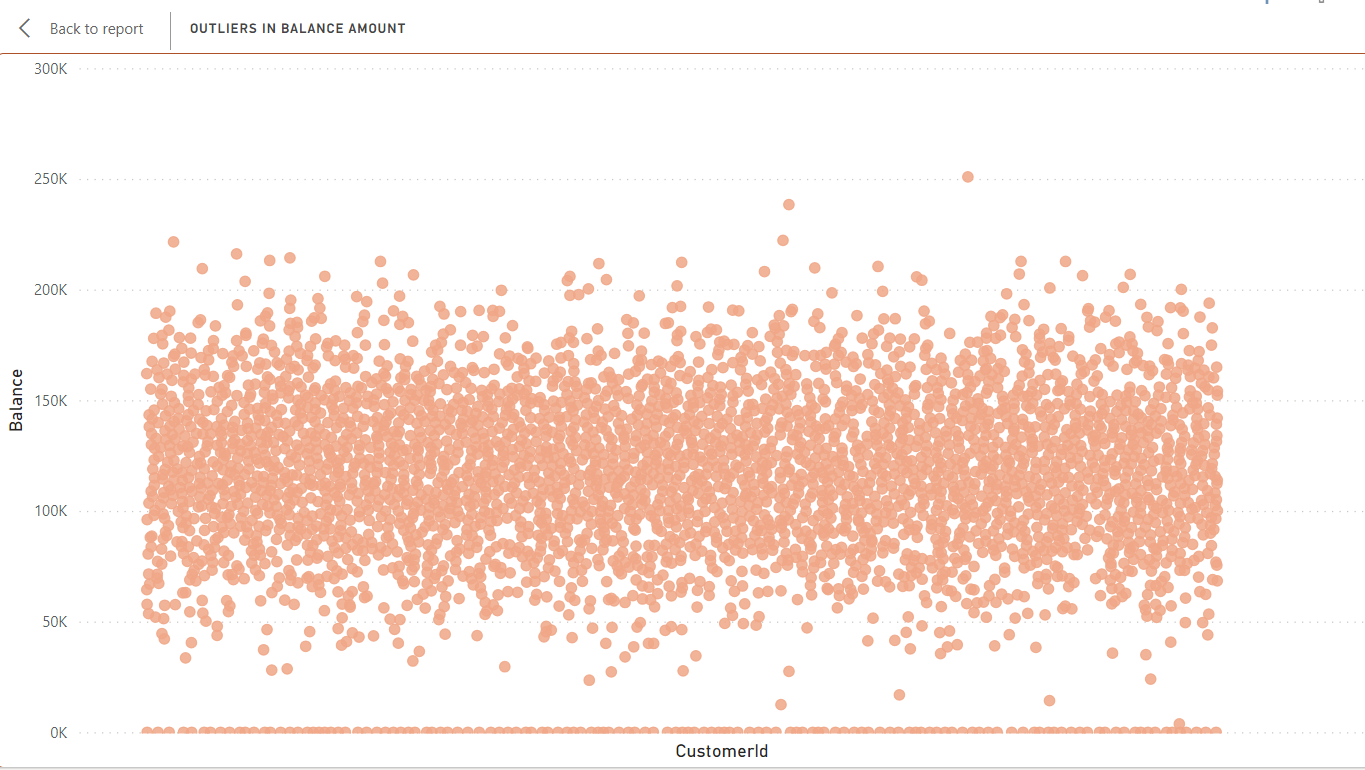 Back to report
OUTLIERS IN BALANCE AMOUNT
300K
250K
200K
150K
100K
50K
0K
Balance
CustomerId